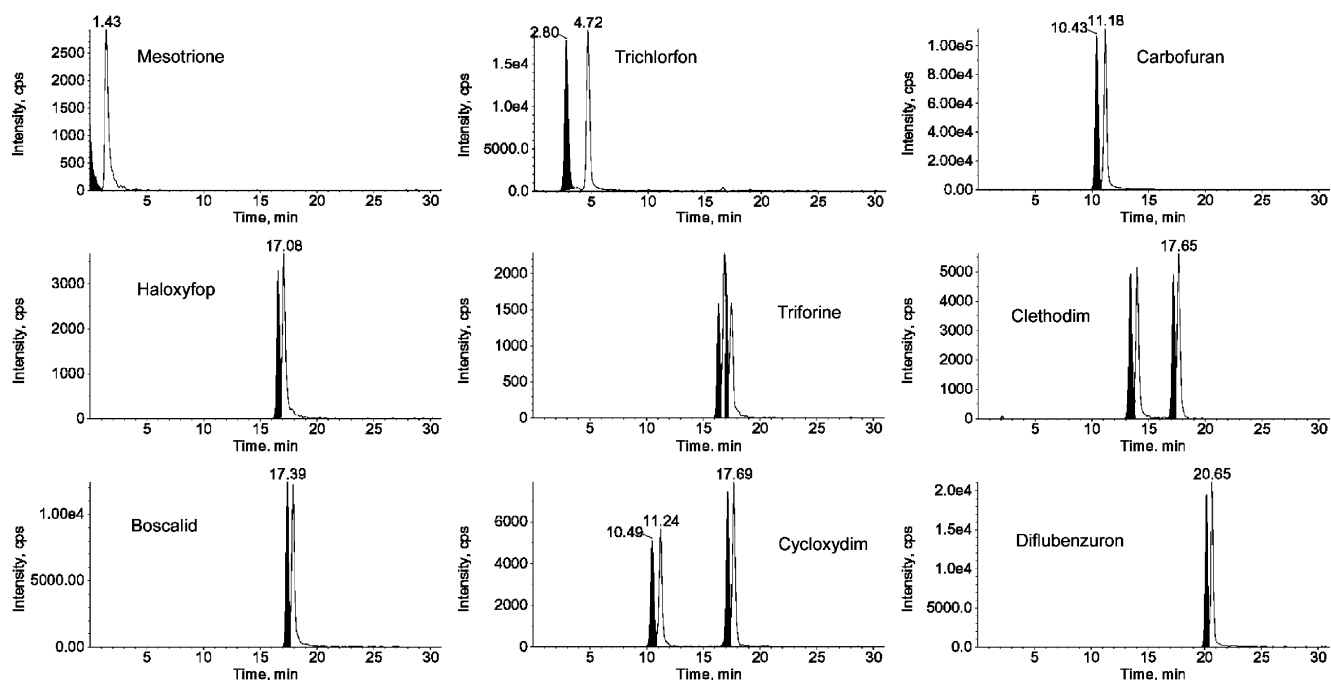 1.43
2500
2000
1500
1000
500
0
Intensity, cps
Mesotrione
5 10 15 20 25 30
Time, min
2.80
4.72
1.5e4
1.0e4
5000.0
0.0
Intensity, cps
Trichlorfon
5 10 15 20 25 30
Time, min
10.43
11.18
1.0e5
8.0e4
6.0e4
4.0e4
2.0e4
0.00
Intensity, cps
Carbofuran
5 10 15 20 25 30
Time, min
17.08
3000
2000
1000
0
Intensity, cps
Haloxyfop
5 10 15 20 25 30
Time, min
2000
1500
1000
500
0
Intensity, cps
Triforine
5 10 15 20 25 30
Time, min
17.65
5000
4000
3000
2000
1000
0
Intensity, cps
Clethodim
5 10 15 20 25 30
Time, min
17.39
1.00e4
5000.00
0.00
Intensity, cps
Boscalid
5 10 15 20 25 30
Time, min
10.49
11.24
17.69
6000
4000
2000
0
Intensity, cps
Cycloxydim
5 10 15 20 25 30
Time, min
20.65
2.0e4
1.5e4
1.0e4
5000.0
0.0
Intensity, cps
Diflubenzuron
5 10 15 20 25 30
Time, min